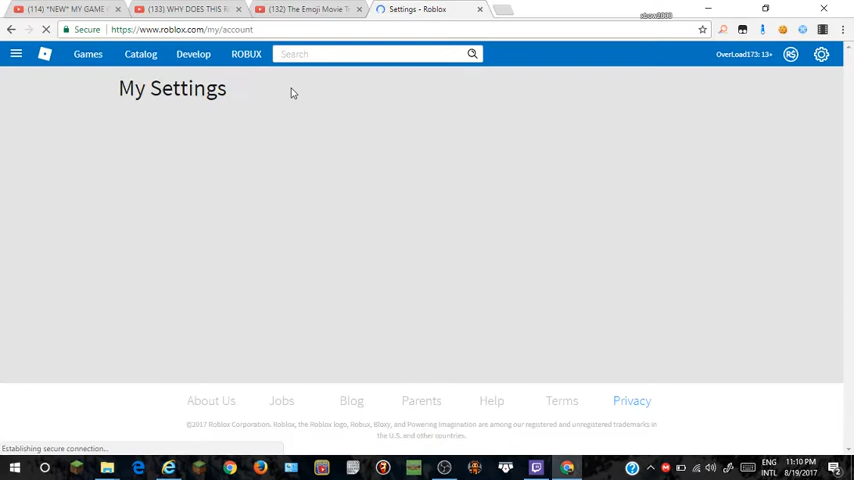 (114) *NEW* MY GAME
(133) WHY DOES THIS R
(132) The Emoji Movie T
Settings - Roblox
xbow2000
Secure
https://www.roblox.com/my/account
Games
Catalog
Develop
ROBUX
Search
OverLoad173: 13+
R$
My Settings
About Us
Jobs
Blog
Parents
Help
Terms
Privacy
©2017 Roblox Corporation. Roblox, the Roblox logo, Robux, Bloxy, and Powering Imagination are among our registered and unregistered trademarks in
the U.S. and other countries.
Establishing secure connection...
ENG
INTL
11:10 PM
8/19/2017
2